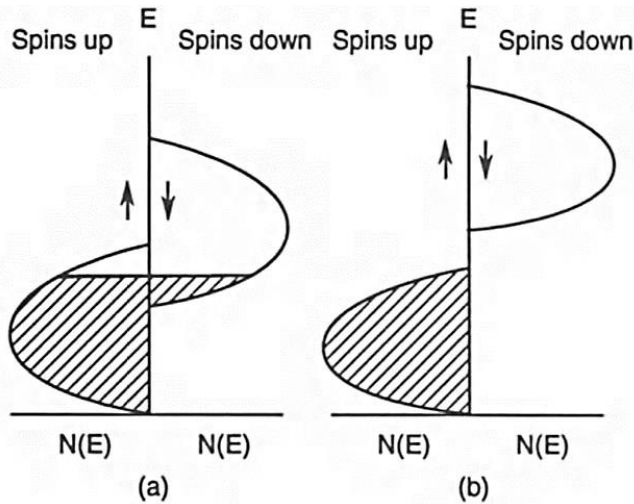 E
Spins up
Spins down
N(E)
N(E)
(a)
E
Spins up
Spins down
N(E)
N(E)
(b)